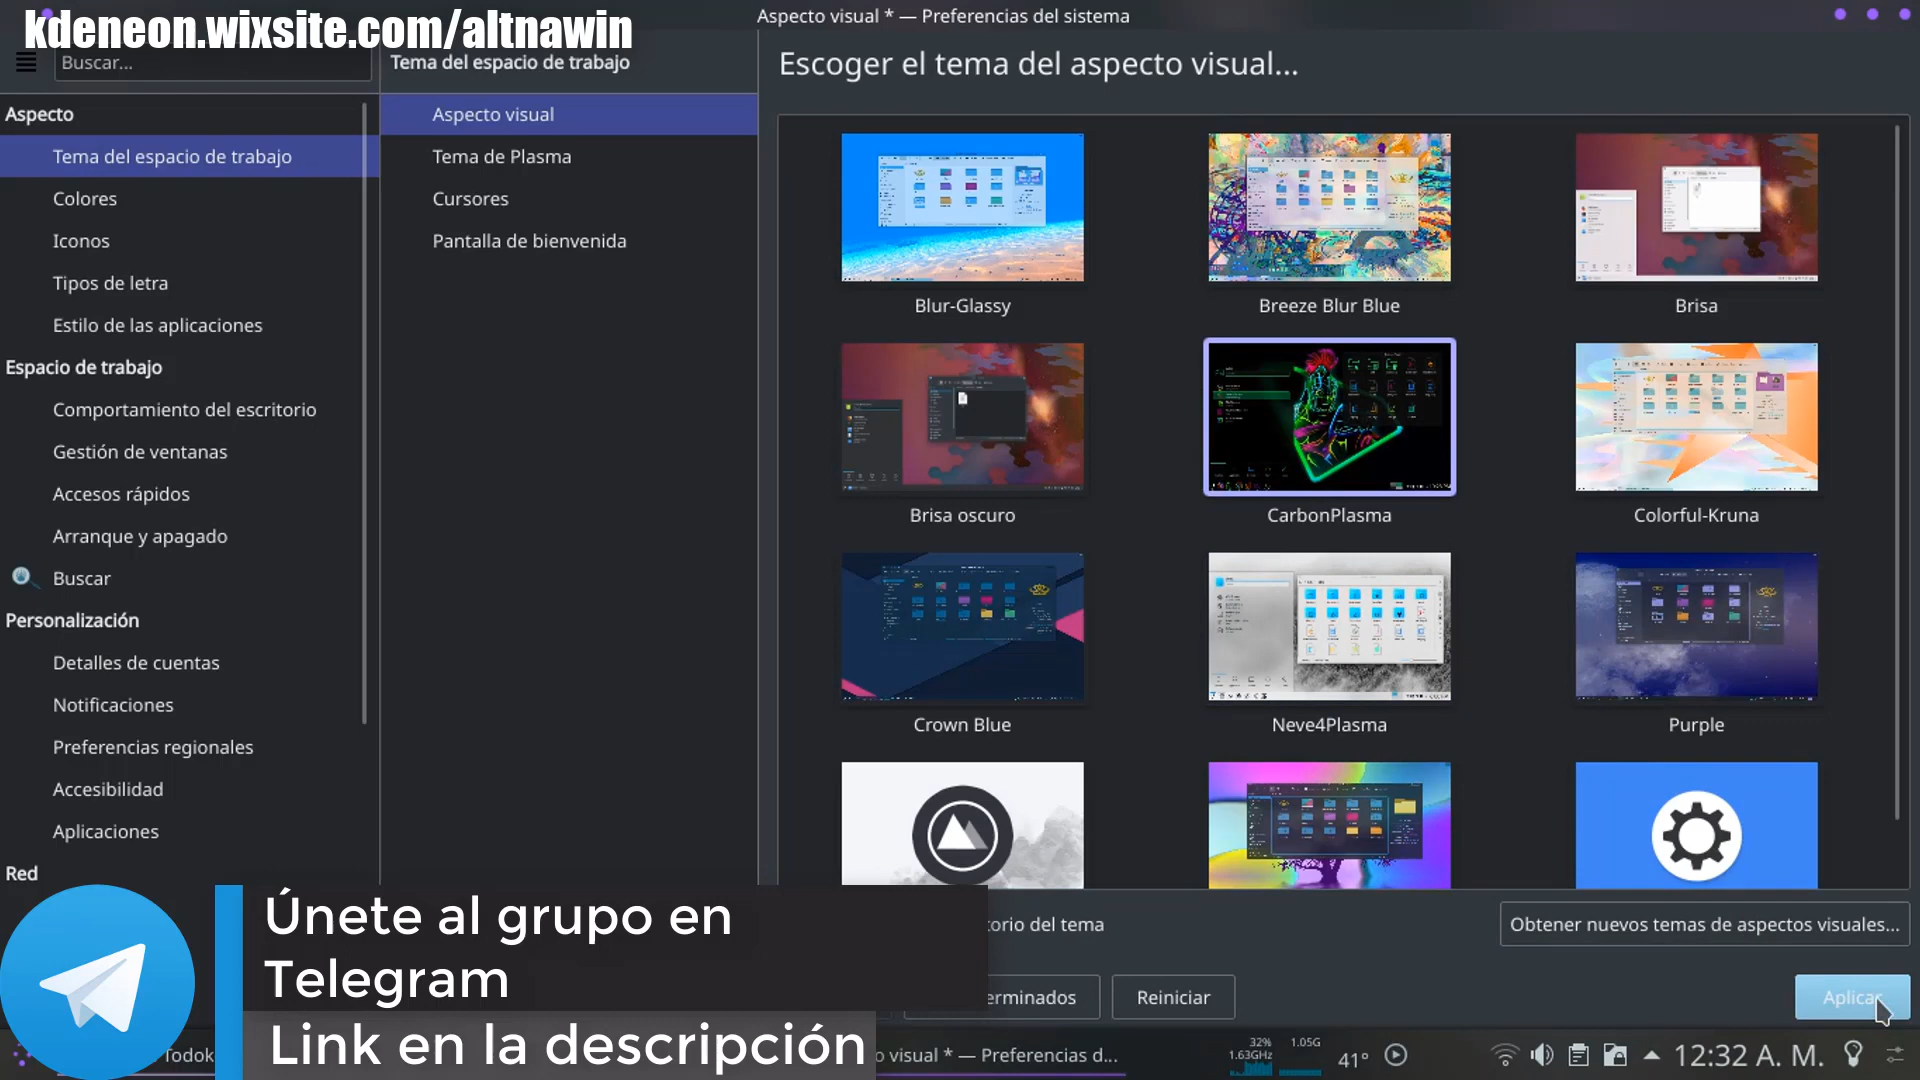 kdeneon.wixsite.com/altnawin
Aspecto visual * — Preferencias del sistema
Buscar...
Tema del espacio de trabajo
Escoger el tema del aspecto visual...
Aspecto
Tema del espacio de trabajo
Colores
Iconos
Tipos de letra
Estilo de las aplicaciones
Espacio de trabajo
Comportamiento del escritorio
Gestión de ventanas
Accesos rápidos
Arranque y apagado
Buscar
Personalización
Detalles de cuentas
Notificaciones
Preferencias regionales
Accesibilidad
Aplicaciones
Red
Aspecto visual
Tema de Plasma
Cursores
Pantalla de bienvenida
Blur-Glassy
Breeze Blur Blue
Brisa
Brisa oscuro
CarbonPlasma
Colorful-Kruna
Crown Blue
Neve4Plasma
Purple
torio del tema
Obtener nuevos temas de aspectos visuales...
erminados
Reiniciar
Aplicar
Únete al grupo en
Telegram
Link en la descripción
Todok
o visual * — Preferencias d...
32%
1.63GHz
1.05G
41°
12:32 A. M.